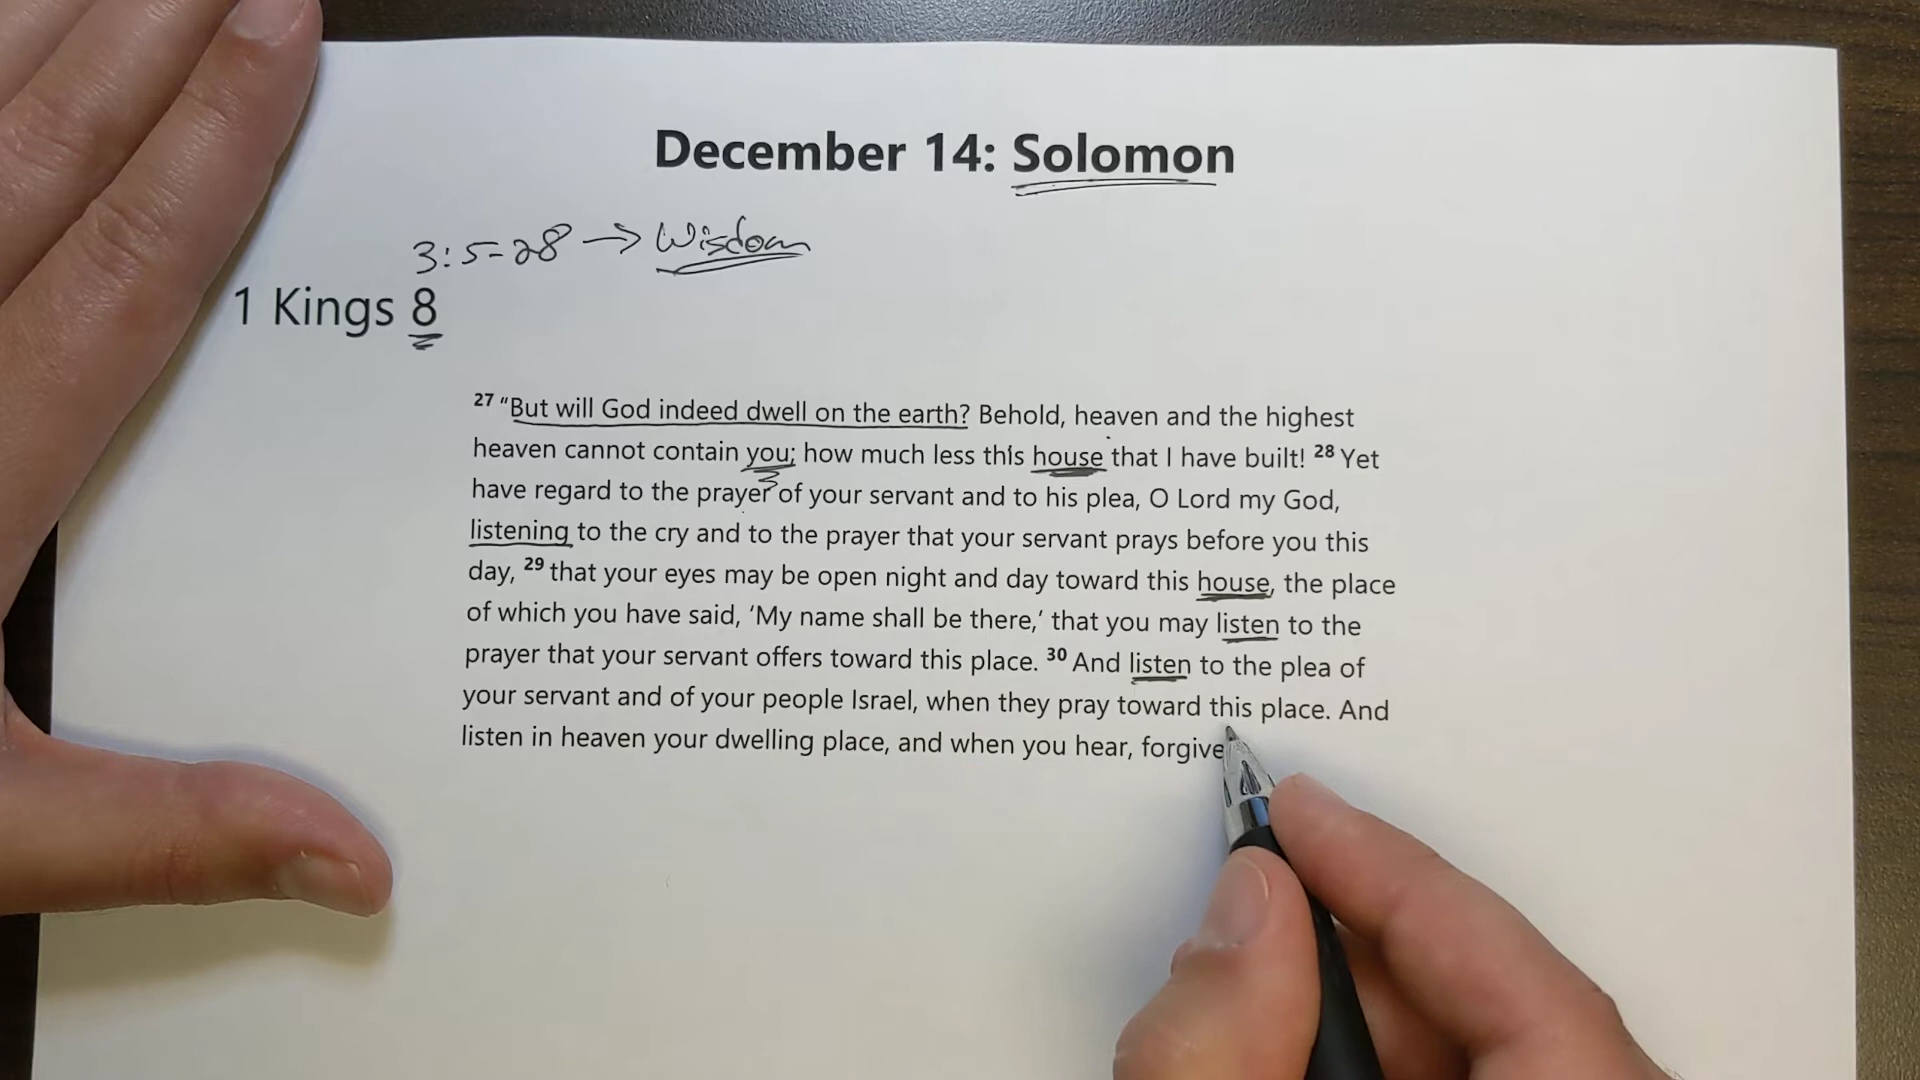 December 14: Solomon
3:5-28 → Wisdom
1 Kings 8
27 "But will God indeed dwell on the earth? Behold, heaven and the highest
heaven cannot contain you; how much less this house that I have built! 28 Yet
have regard to the prayer of your servant and to his plea, O Lord my God,
listening to the cry and to the prayer that your servant prays before you this
day, 29 that your eyes may be open night and day toward this house, the place
of which you have said, ‘My name shall be there,’ that you may listen to the
prayer that your servant offers toward this place. 30 And listen to the plea of
your servant and of your people Israel, when they pray toward this place. And
listen in heaven your dwelling place, and when you hear, forgive